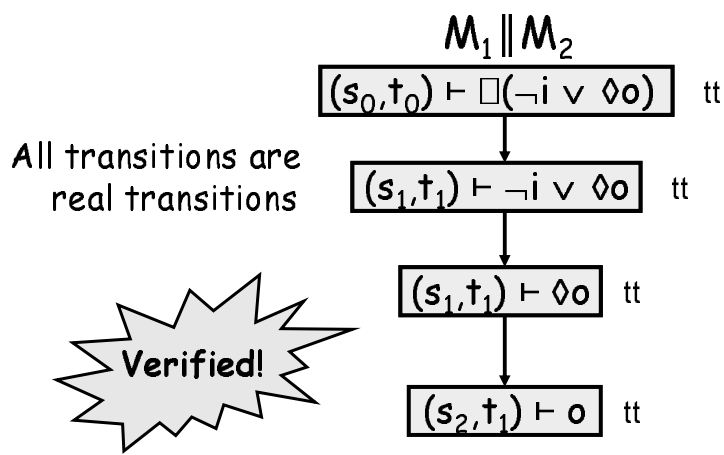 M₁||M₂
(s₀,t₀) ⊢ □(¬i ∨ ◊o) tt
All transitions are
real transitions
(s₁,t₁) ⊢ ¬i ∨ ◊o tt
(s₁,t₁) ⊢ ◊o tt
Verified!
(s₂,t₁) ⊢ o tt